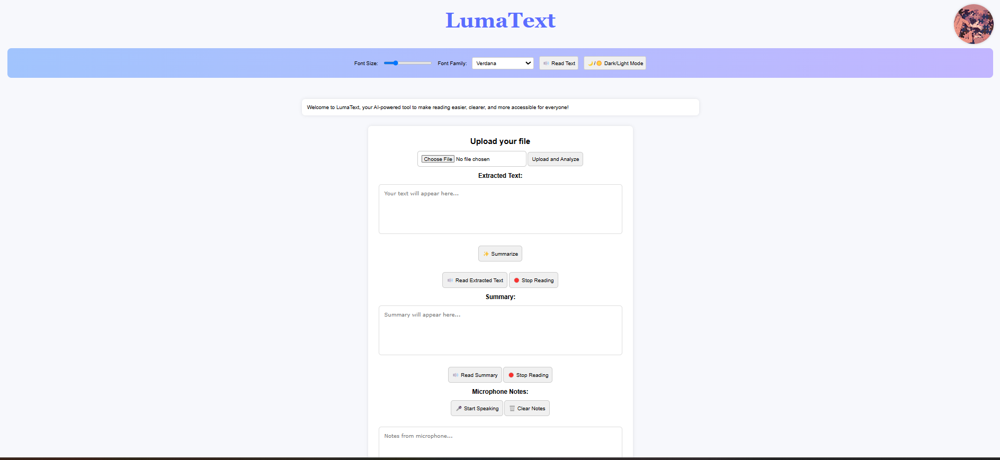 LumaText
Font Size: Font Family: Verdana Read Text / Dark/Light Mode
Welcome to LumaText, your AI-powered tool to make reading easier, clearer, and more accessible for everyone!
Upload your file
Choose File No file chosen Upload and Analyze
Extracted Text:
Your text will appear here...
Summarize
Read Extracted Text Stop Reading
Summary:
Summary will appear here...
Read Summary Stop Reading
Microphone Notes:
Start Speaking Clear Notes
Notes from microphone...